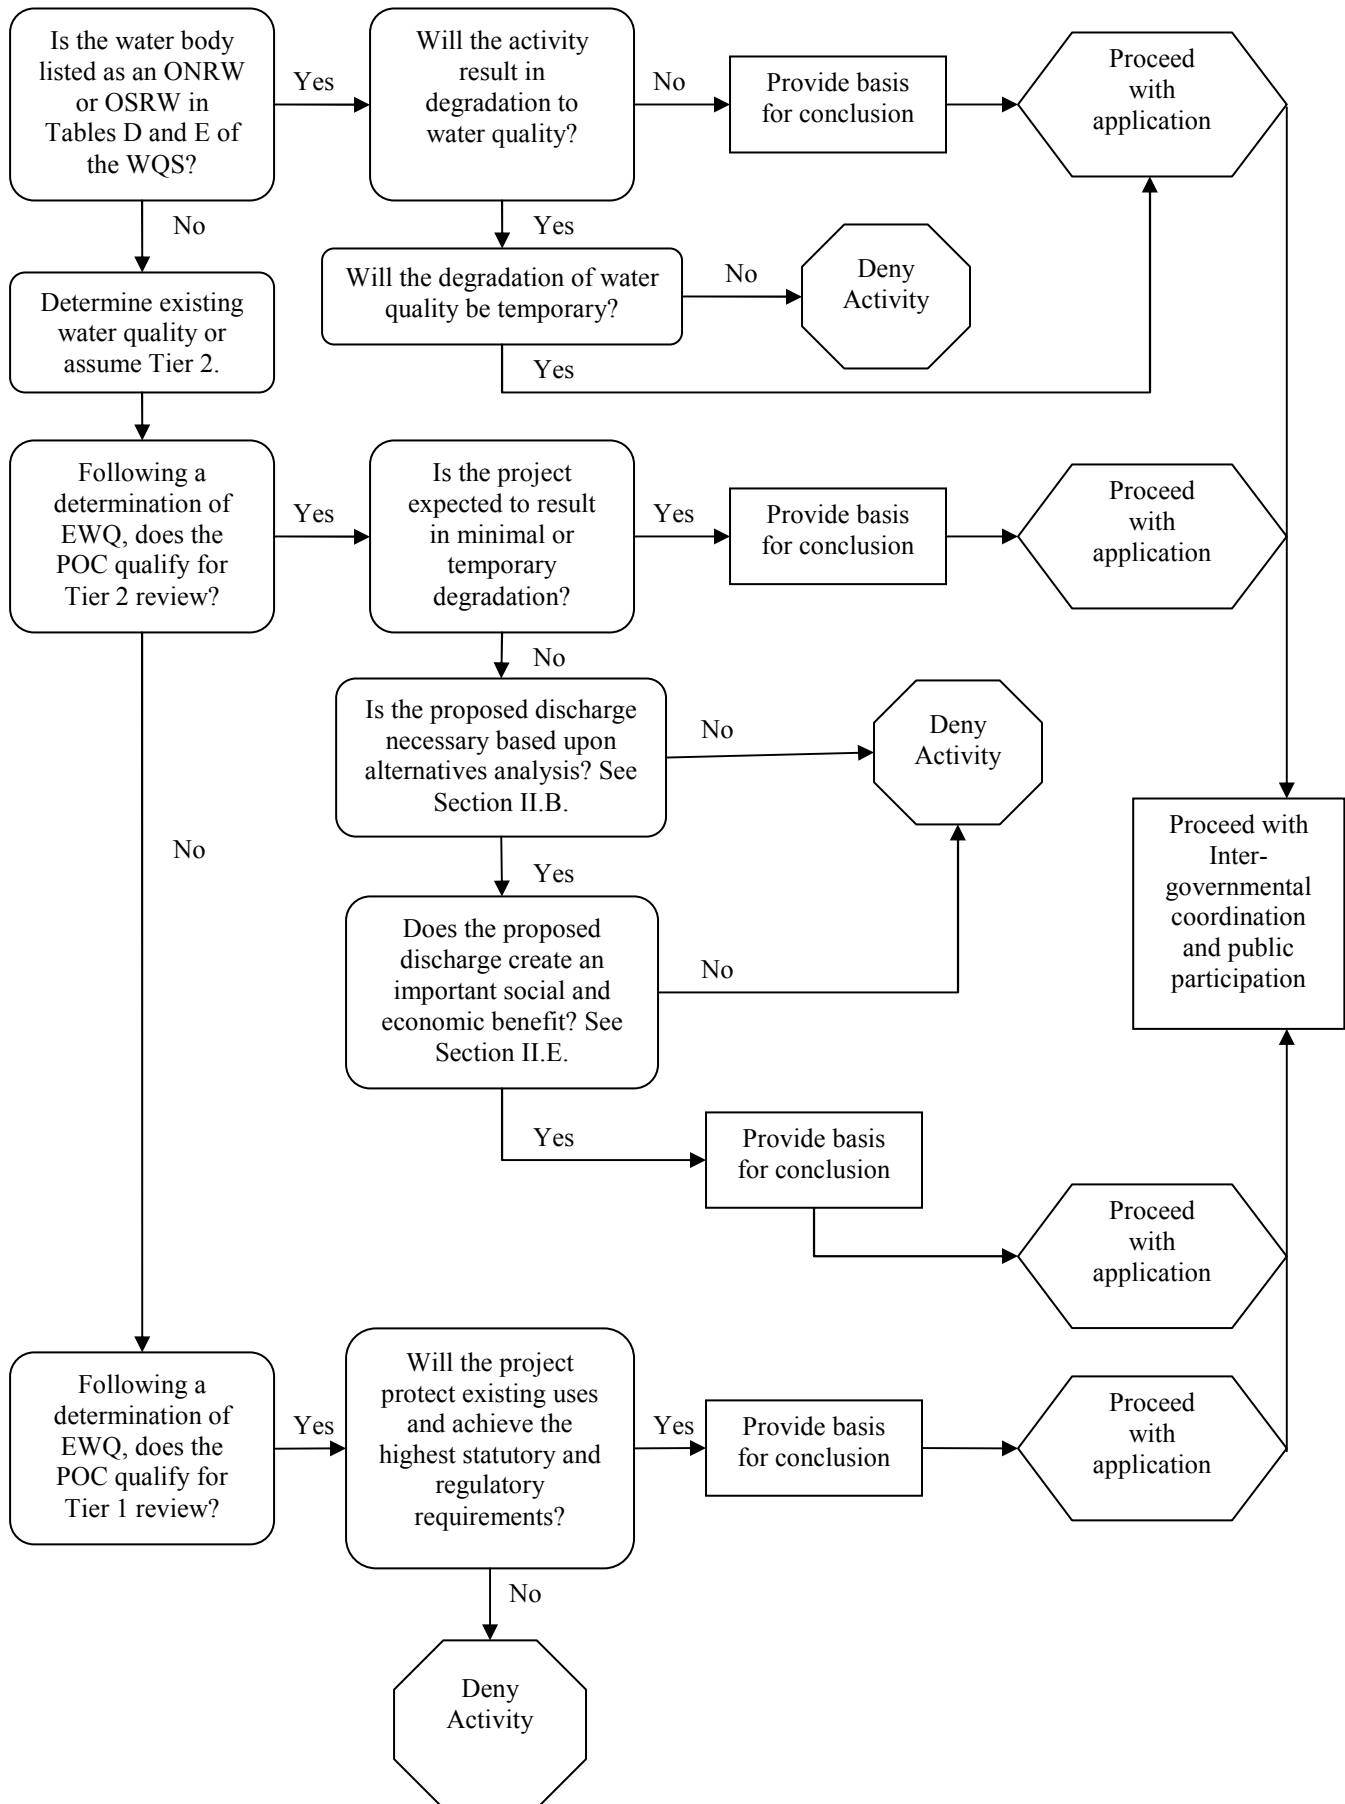 Is the water body
listed as an ONRW
or OSRW in
Tables D and E of
the WQS?
Yes
Will the activity
result in
degradation to
water quality?
No
Provide basis
for conclusion
Proceed
with
application
No
Yes
Will the degradation of water
quality be temporary?
No
Deny
Activity
Yes
Determine existing
water quality or
assume Tier 2.
Following a
determination of
EWQ, does the
POC qualify for
Tier 2 review?
Yes
Is the project
expected to result
in minimal or
temporary
degradation?
Yes
Provide basis
for conclusion
Proceed
with
application
No
Is the proposed discharge
necessary based upon
alternatives analysis? See
Section II.B.
No
Deny
Activity
Yes
Does the proposed
discharge create an
important social and
economic benefit? See
Section II.E.
No
Proceed with
Inter-
governmental
coordination
and public
participation
No
Yes
Provide basis
for conclusion
Proceed
with
application
Following a
determination of
EWQ, does the
POC qualify for
Tier 1 review?
Yes
Will the project
protect existing uses
and achieve the
highest statutory and
regulatory
requirements?
Yes
Provide basis
for conclusion
Proceed
with
application
No
Deny
Activity